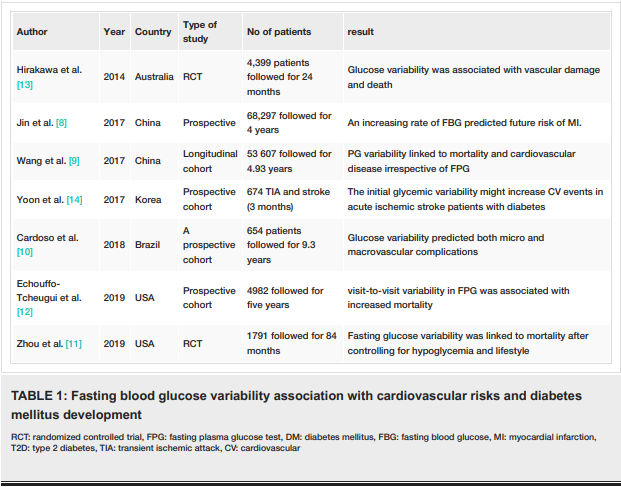 Author Year Country Type of study No of patients result
Hirakawa et al. [13] 2014 Australia RCT 4,399 patients followed for 24 months Glucose variability was associated with vascular damage and death
Jin et al. [8] 2017 China Prospective 68,297 followed for 4 years An increasing rate of FBG predicted future risk of MI.
Wang et al. [9] 2017 China Longitudinal cohort 53 607 followed for 4.93 years PG variability linked to mortality and cardiovascular disease irrespective of FPG
Yoon et al. [14] 2017 Korea Prospective cohort 674 TIA and stroke (3 months) The initial glycemic variability might increase CV events in acute ischemic stroke patients with diabetes
Cardoso et al. [10] 2018 Brazil A prospective cohort 654 patients followed for 9.3 years Glucose variability predicted both micro and macrovascular complications
Echouffo-Tcheugui et al. [12] 2019 USA Prospective cohort 4982 followed for five years visit-to-visit variability in FPG was associated with increased mortality
Zhou et al. [11] 2019 USA RCT 1791 followed for 84 months Fasting glucose variability was linked to mortality after controlling for hypoglycemia and lifestyle
TABLE 1: Fasting blood glucose variability association with cardiovascular risks and diabetes
mellitus development
RCT: randomized controlled trial, FPG: fasting plasma glucose test, DM: diabetes mellitus, FBG: fasting blood glucose, MI: myocardial infarction,
T2D: type 2 diabetes, TIA: transient ischemic attack, CV: cardiovascular